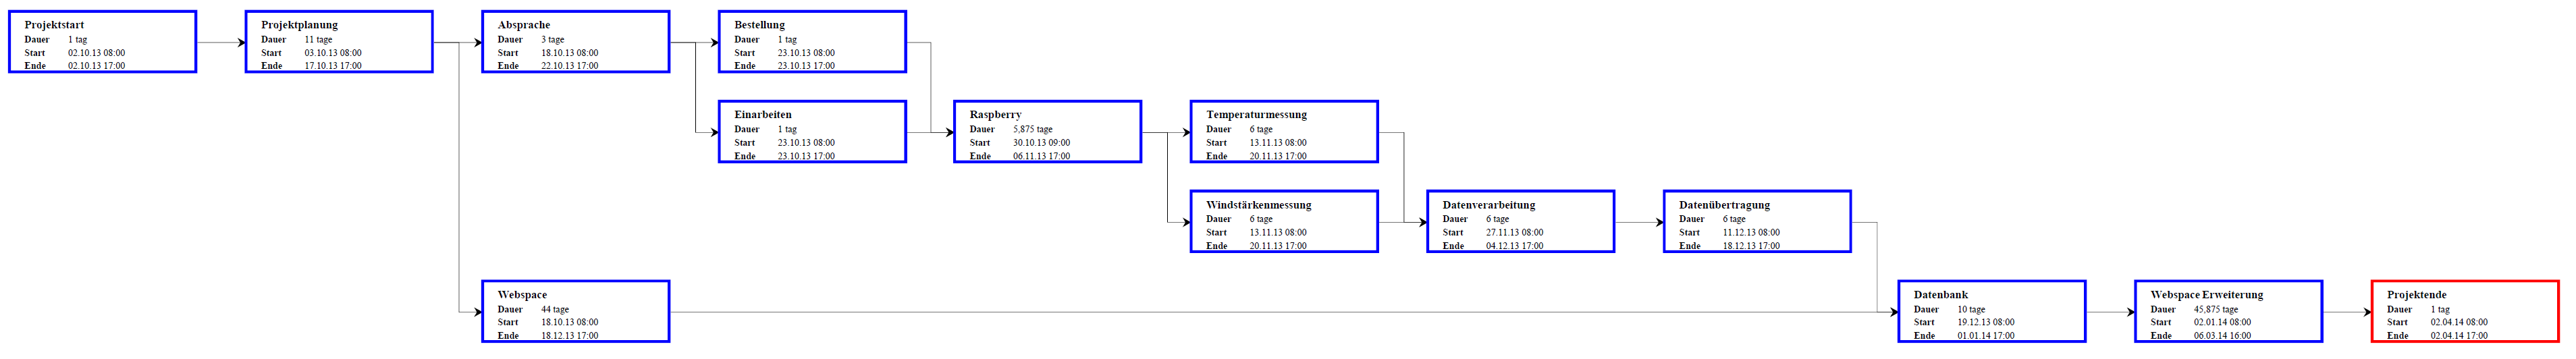 Projektstart
Dauer 1 tag
Start 02.10.13 08:00
Ende 02.10.13 17:00
Projektplanung
Dauer 11 tage
Start 03.10.13 08:00
Ende 17.10.13 17:00
Absprache
Dauer 3 tage
Start 18.10.13 08:00
Ende 22.10.13 17:00
Bestellung
Dauer 1 tag
Start 23.10.13 08:00
Ende 23.10.13 17:00
Einarbeiten
Dauer 1 tag
Start 23.10.13 08:00
Ende 23.10.13 17:00
Raspberry
Dauer 5,875 tage
Start 30.10.13 09:00
Ende 06.11.13 17:00
Temperaturmessung
Dauer 6 tage
Start 13.11.13 08:00
Ende 20.11.13 17:00
Windstärkenmessung
Dauer 6 tage
Start 13.11.13 08:00
Ende 20.11.13 17:00
Datenverarbeitung
Dauer 6 tage
Start 27.11.13 08:00
Ende 04.12.13 17:00
Datenübertragung
Dauer 6 tage
Start 11.12.13 08:00
Ende 18.12.13 17:00
Webspace
Dauer 44 tage
Start 18.10.13 08:00
Ende 18.12.13 17:00
Datenbank
Dauer 10 tage
Start 19.12.13 08:00
Ende 01.01.14 17:00
Webspace Erweiterung
Dauer 45,875 tage
Start 02.01.14 08:00
Ende 06.03.14 16:00
Projektende
Dauer 1 tag
Start 02.04.14 08:00
Ende 02.04.14 17:00